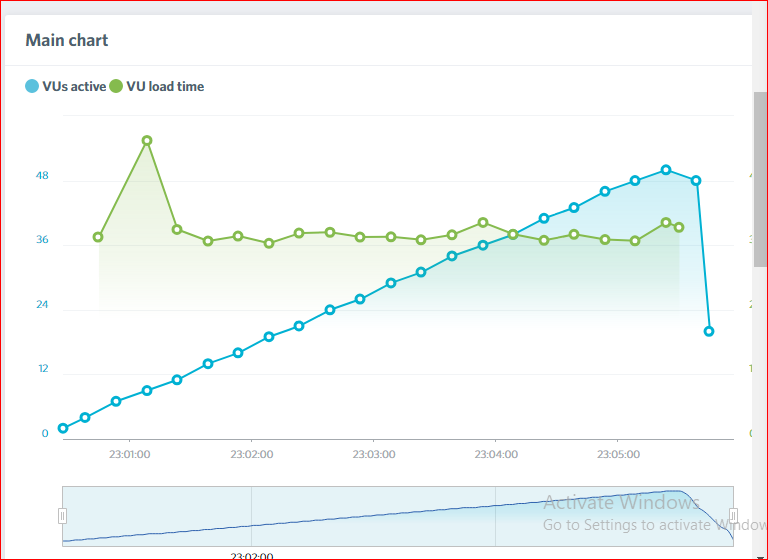 Main chart
VUs active VU load time
48
36
24
12
0
23:01:00 23:02:00 23:03:00 23:04:00 23:05:00
Activate Windows
Go to Settings to activate Window
23:02:00